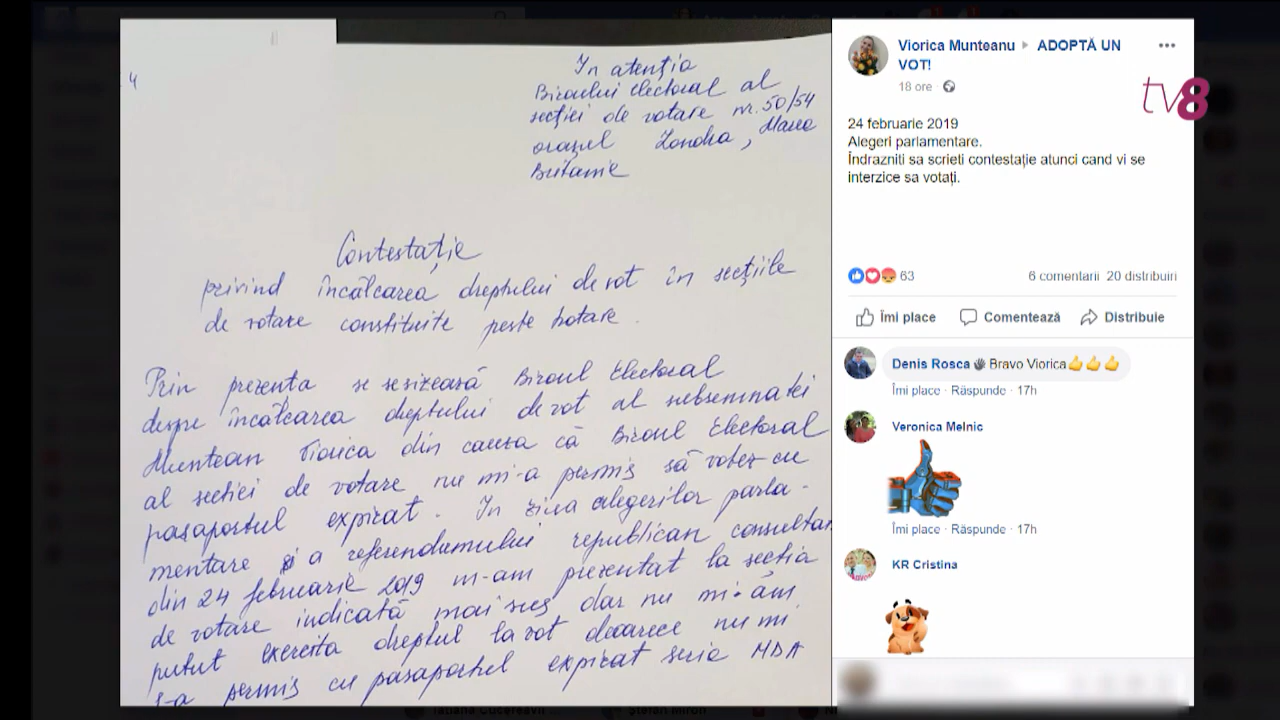 4
In atenția
Biroului Electoral al
secției de votare nr. 50/54
orașul Londra, Marea
Britanie
Contestație
privind încălcarea dreptului de vot în secțiile
de votare constituite peste hotare.
Prin prezenta se sesizează Biroul Electoral
despre încălcarea dreptului de vot al subsemnatei
Muntean Viorica din cauza că Biroul Electoral
al secției de votare nu mi-a permis să votez cu
pașaportul expirat. In ziua alegerilor parla-
mentare și a referendumului republican consultat
din 24 februarie 2019 m-am prezentat la secția
de votare indicată mai sus dar nu mi-am
putut exercita dreptul la vot deoarece nu mi
s-a permis cu pașaportul expirat seria MDA
Viorica Munteanu ▸ ADOPTĂ UN
VOT!
18 ore
tv8
24 februarie 2019
Alegeri parlamentare.
Îndrazniti sa scrieti contestație atunci cand vi se
interzice sa votați.
63 6 comentarii 20 distribuiri
Îmi place Comentează Distribuie
Denis Rosca Bravo Viorica
Îmi place · Răspunde · 17h
Veronica Melnic
Îmi place · Răspunde · 17h
KR Cristina